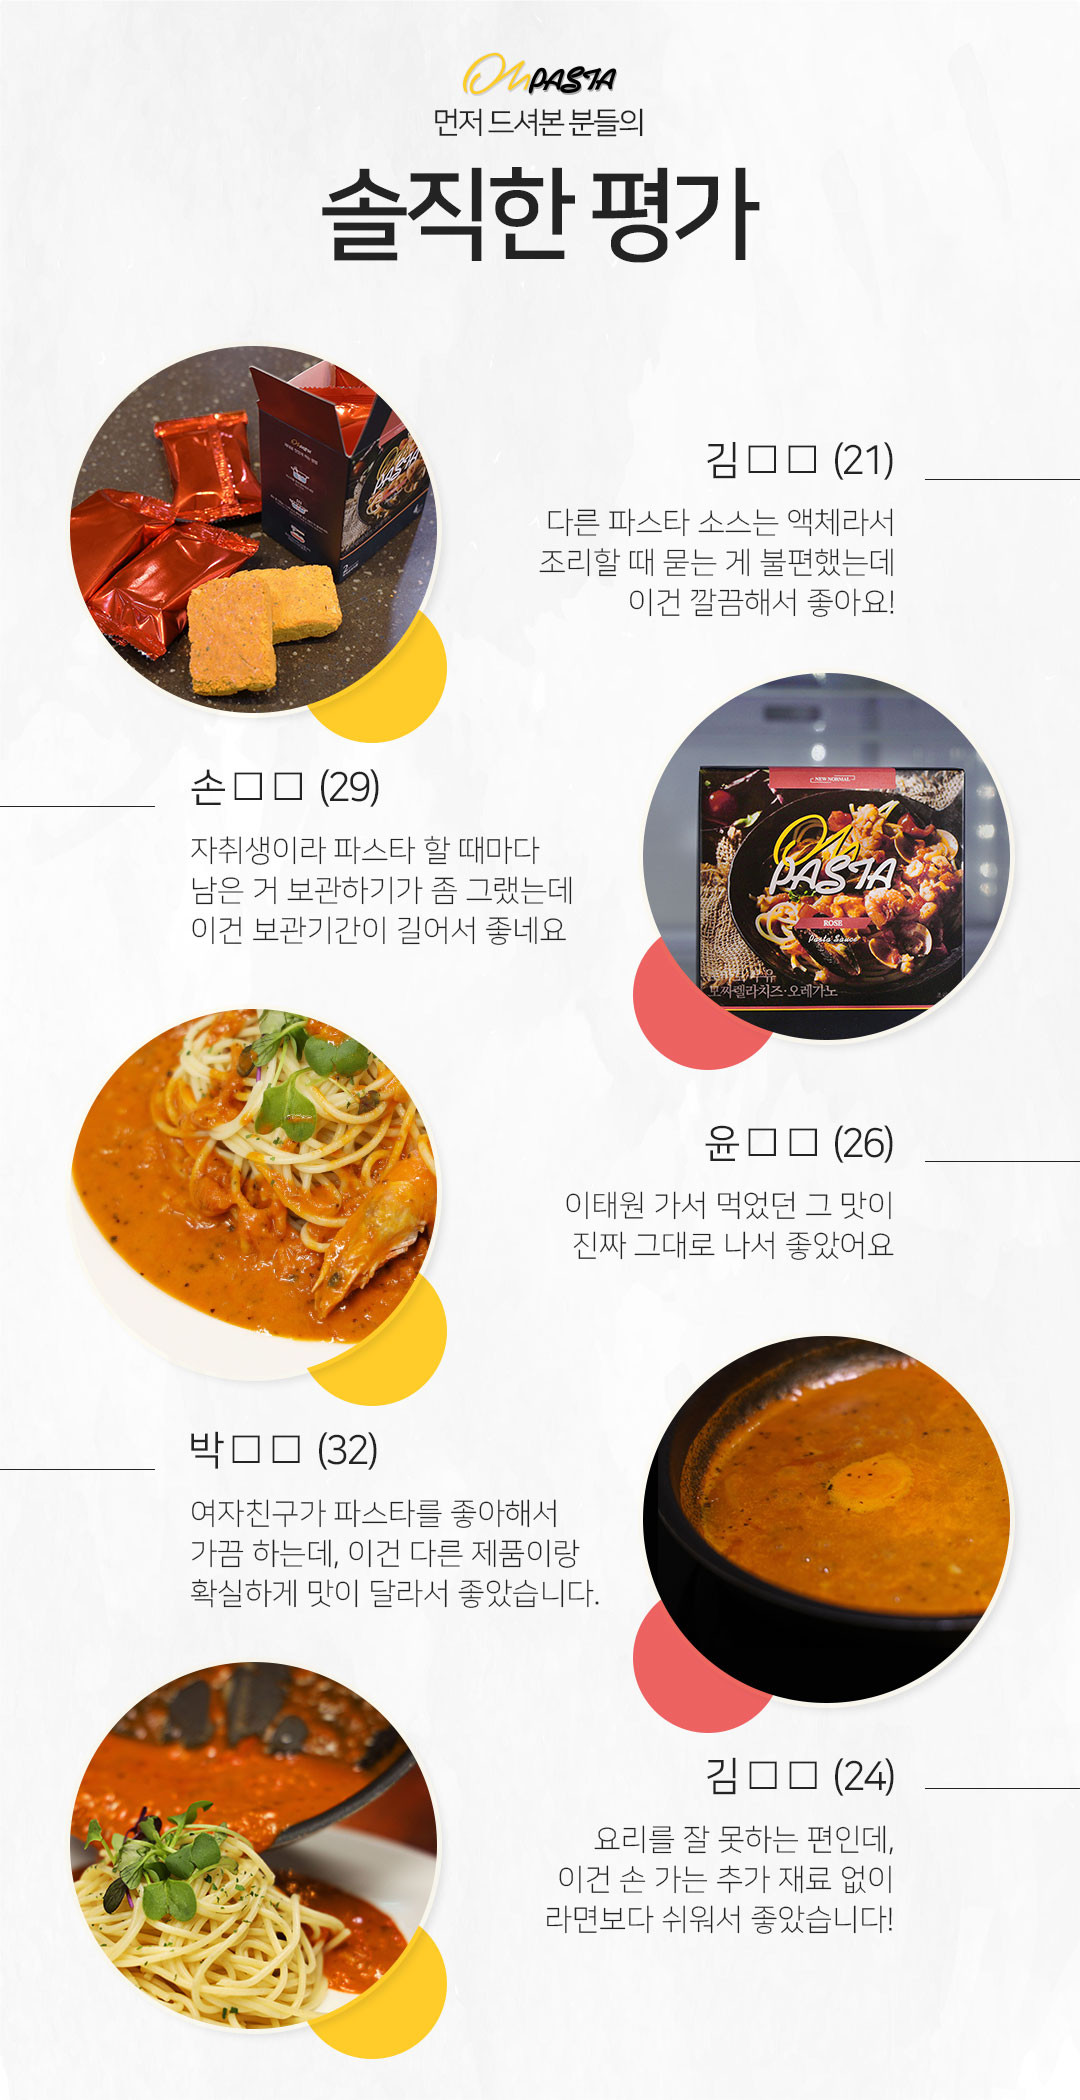 Oh PASTA
먼저 드셔본 분들의
솔직한 평가
김□□ (21)
다른 파스타 소스는 액체라서
조리할 때 묻는 게 불편했는데
이건 깔끔해서 좋아요!
PASTA
손□□ (29)
자취생이라 파스타 할 때마다
남은 거 보관하기가 좀 그랬는데
이건 보관기간이 길어서 좋네요
NEW NORMAL
Oh
PASTA
ROSE
Pasta Sauce
모짜렐라치즈·오레가노
윤□□ (26)
이태원 가서 먹었던 그 맛이
진짜 그대로 나서 좋았어요
박□□ (32)
여자친구가 파스타를 좋아해서
가끔 하는데, 이건 다른 제품이랑
확실하게 맛이 달라서 좋았습니다.
김□□ (24)
요리를 잘 못하는 편인데,
이건 손 가는 추가 재료 없이
라면보다 쉬워서 좋았습니다!